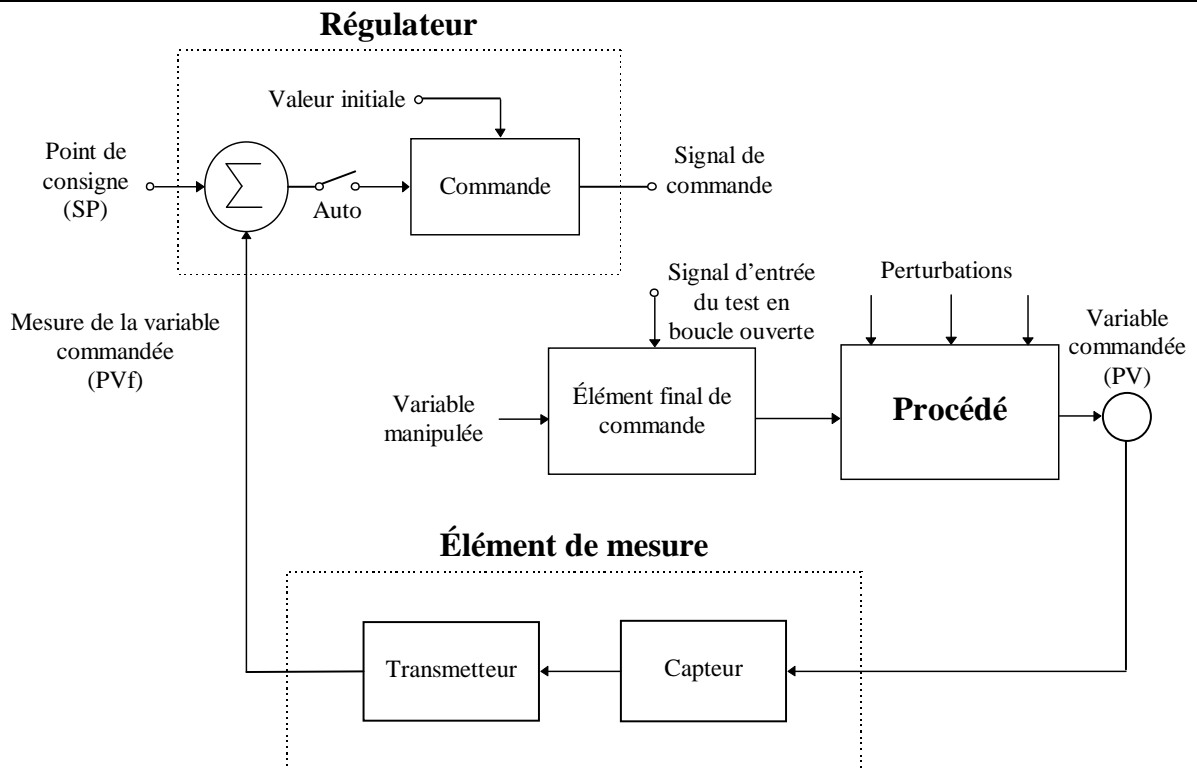 Régulateur
Valeur initiale
Point de
consigne
(SP)
Σ
Auto
Commande
Signal de
commande
Mesure de la variable
commandée
(PVf)
Signal d’entrée
du test en
boucle ouverte
Perturbations
Variable
commandée
(PV)
Variable
manipulée
Élément final de
commande
Procédé
Élément de mesure
Transmetteur
Capteur